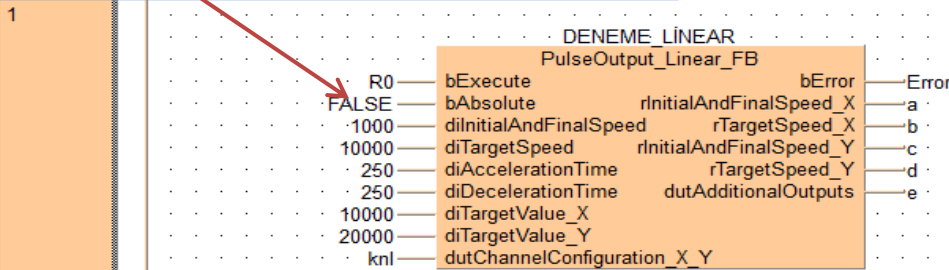 1
DENEME_LİNEAR
PulseOutput_Linear_FB
R0 bExecute bError Error
FALSE bAbsolute rInitialAndFinalSpeed_X a
1000 diInitialAndFinalSpeed rTargetSpeed_X b
10000 diTargetSpeed rInitialAndFinalSpeed_Y c
250 diAccelerationTime rTargetSpeed_Y d
250 diDecelerationTime dutAdditionalOutputs e
10000 diTargetValue_X
20000 diTargetValue_Y
knl dutChannelConfiguration_X_Y